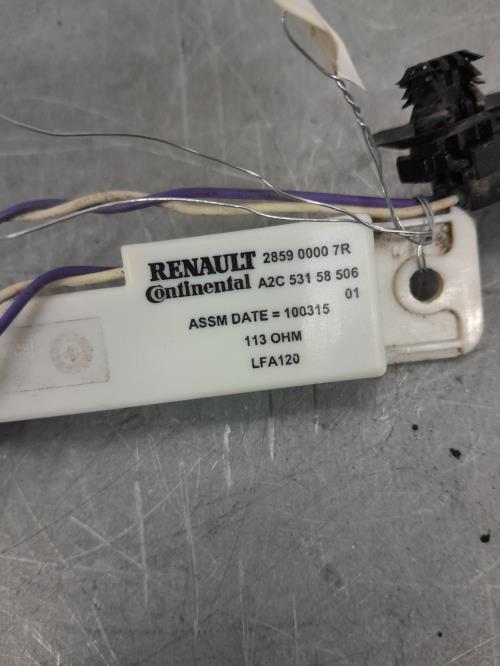 RENAULT 2859 0000 7R
Continental A2C 531 58 506
01
ASSM DATE = 100315
113 OHM
LFA120